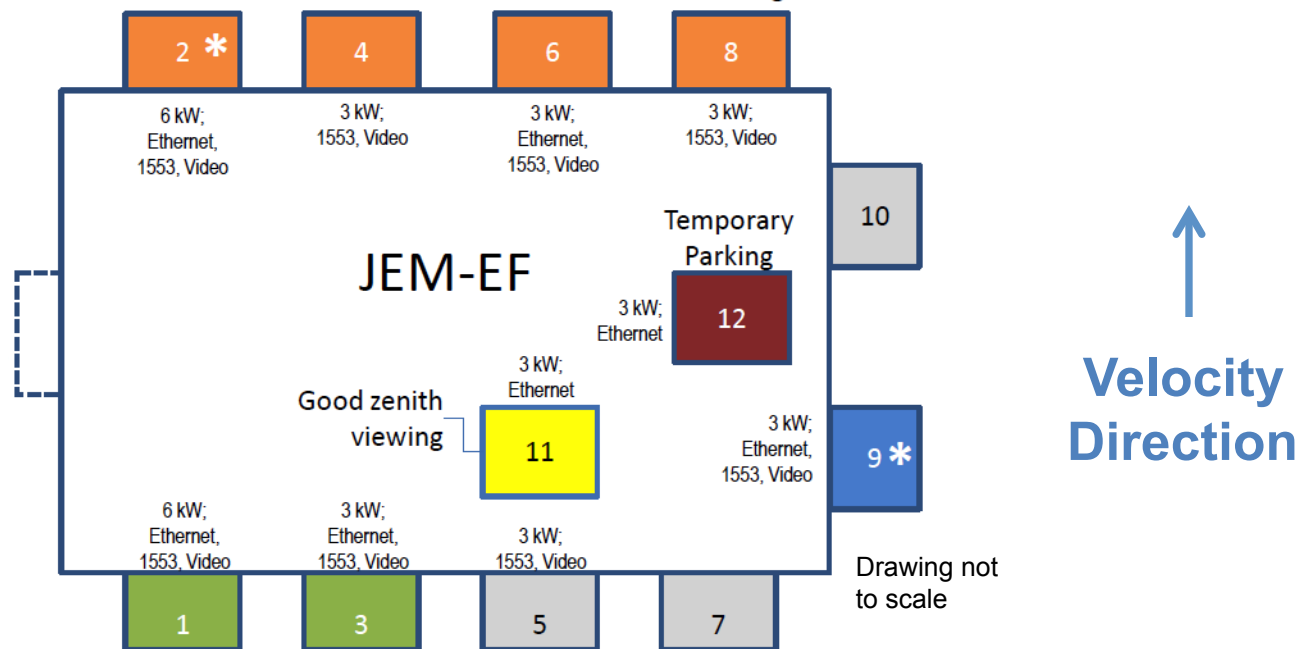 2 *
4
6
8
6 kW;
Ethernet,
1553, Video
3 kW;
1553, Video
3 kW;
Ethernet,
1553, Video
3 kW;
1553, Video
10
Temporary
Parking
JEM-EF
3 kW;
Ethernet
12
Velocity
Direction
3 kW;
Ethernet
Good zenith
viewing
11
3 kW;
Ethernet,
1553, Video
9 *
6 kW;
Ethernet,
1553, Video
3 kW;
Ethernet,
1553, Video
3 kW;
1553, Video
Drawing not
to scale
1
3
5
7